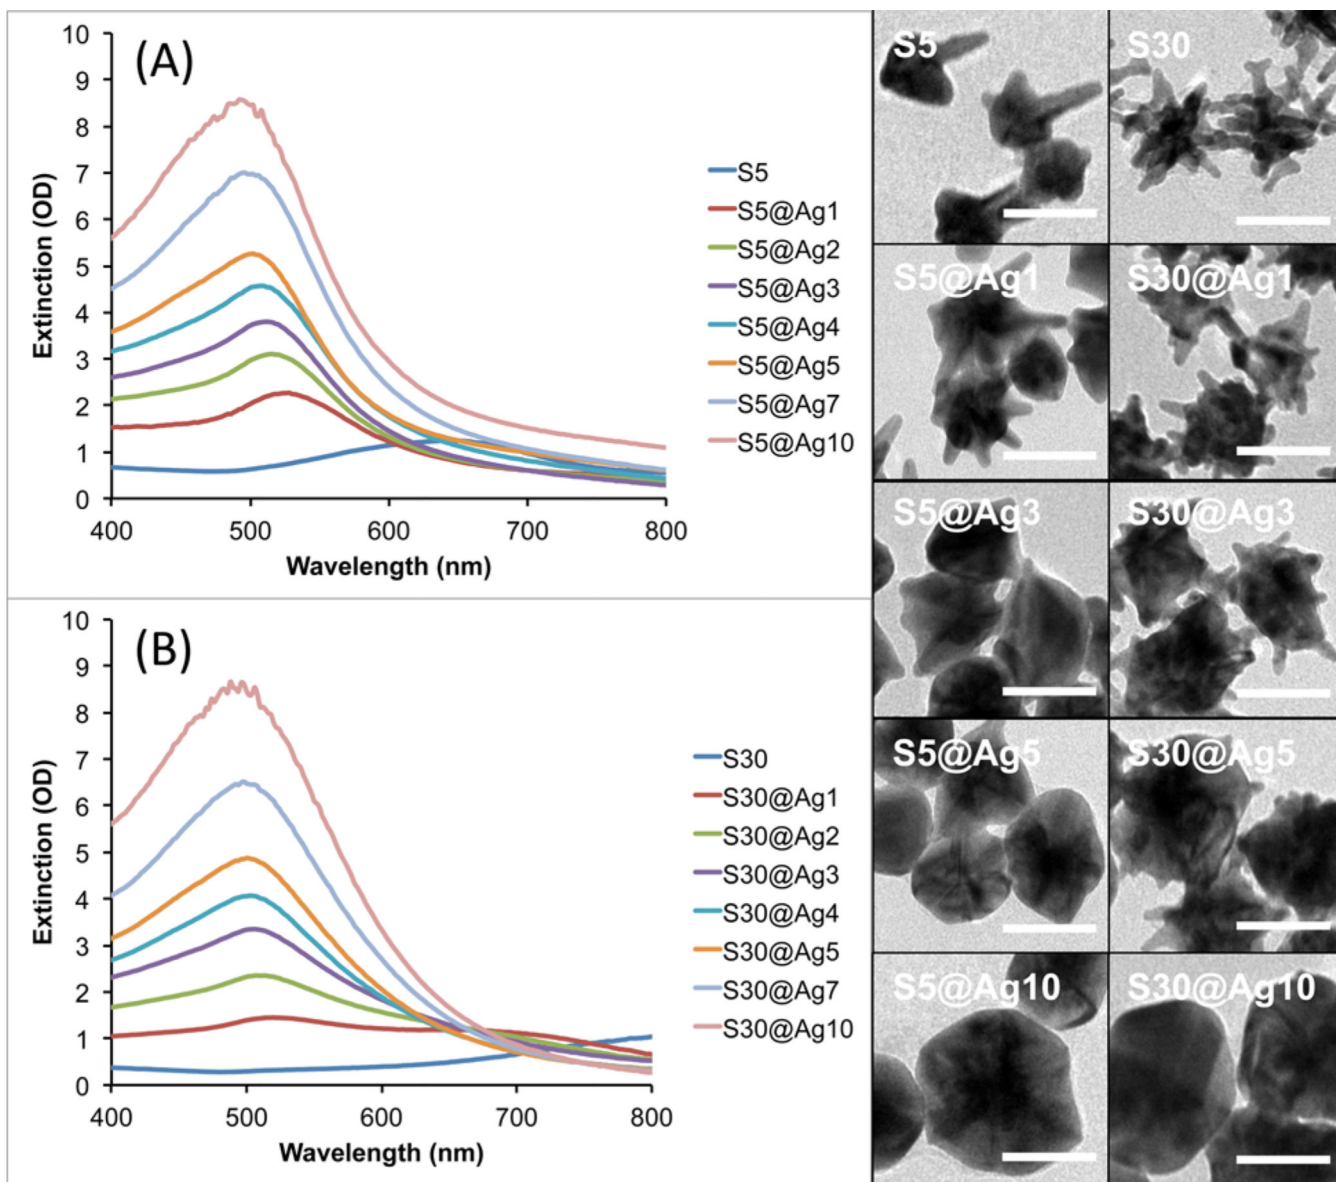 (A)
10
9
8
7
6
5
4
3
2
1
0
Extinction (OD)
400 500 600 700 800
Wavelength (nm)
S5
S5@Ag1
S5@Ag2
S5@Ag3
S5@Ag4
S5@Ag5
S5@Ag7
S5@Ag10
(B)
10
9
8
7
6
5
4
3
2
1
0
Extinction (OD)
400 500 600 700 800
Wavelength (nm)
S30
S30@Ag1
S30@Ag2
S30@Ag3
S30@Ag4
S30@Ag5
S30@Ag7
S30@Ag10
S5 S30
S5@Ag1 S30@Ag1
S5@Ag3 S30@Ag3
S5@Ag5 S30@Ag5
S5@Ag10 S30@Ag10